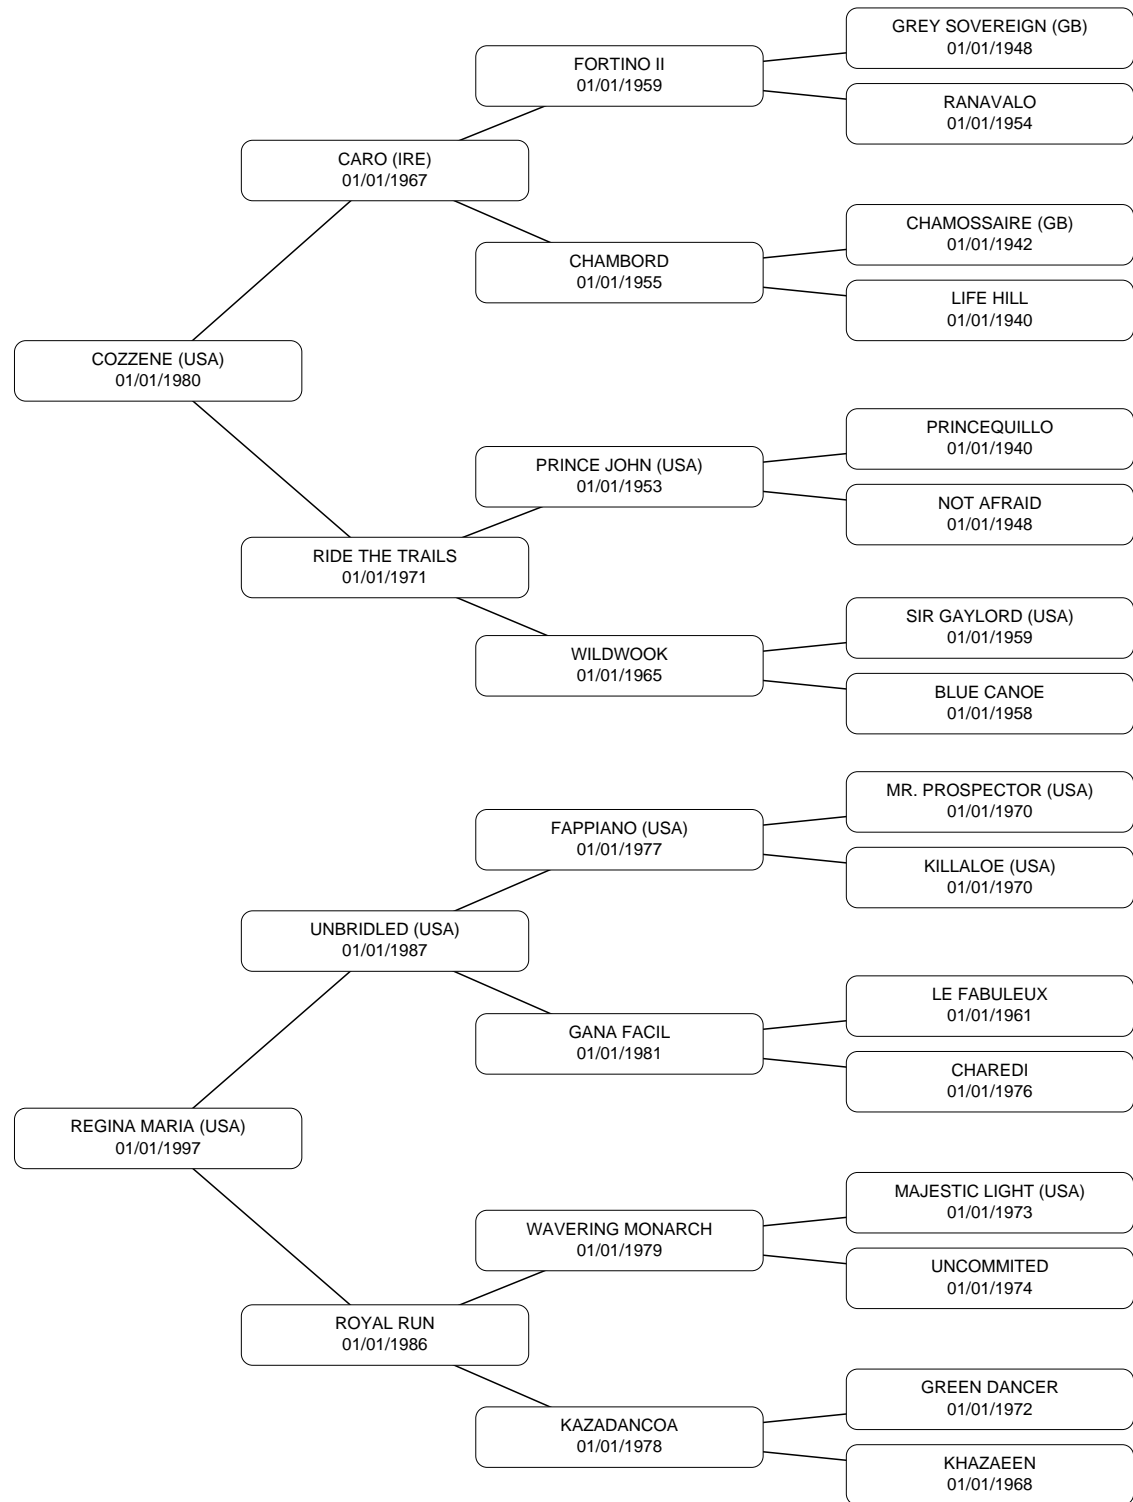 GREY SOVEREIGN (GB)
01/01/1948
FORTINO II
01/01/1959
RANAVALO
01/01/1954
CARO (IRE)
01/01/1967
CHAMOSSAIRE (GB)
01/01/1942
CHAMBORD
01/01/1955
LIFE HILL
01/01/1940
COZZENE (USA)
01/01/1980
PRINCEQUILLO
01/01/1940
PRINCE JOHN (USA)
01/01/1953
NOT AFRAID
01/01/1948
RIDE THE TRAILS
01/01/1971
SIR GAYLORD (USA)
01/01/1959
WILDWOOK
01/01/1965
BLUE CANOE
01/01/1958
MR. PROSPECTOR (USA)
01/01/1970
FAPPIANO (USA)
01/01/1977
KILLALOE (USA)
01/01/1970
UNBRIDLED (USA)
01/01/1987
LE FABULEUX
01/01/1961
GANA FACIL
01/01/1981
CHAREDI
01/01/1976
REGINA MARIA (USA)
01/01/1997
MAJESTIC LIGHT (USA)
01/01/1973
WAVERING MONARCH
01/01/1979
UNCOMMITED
01/01/1974
ROYAL RUN
01/01/1986
GREEN DANCER
01/01/1972
KAZADANCOA
01/01/1978
KHAZAEEN
01/01/1968